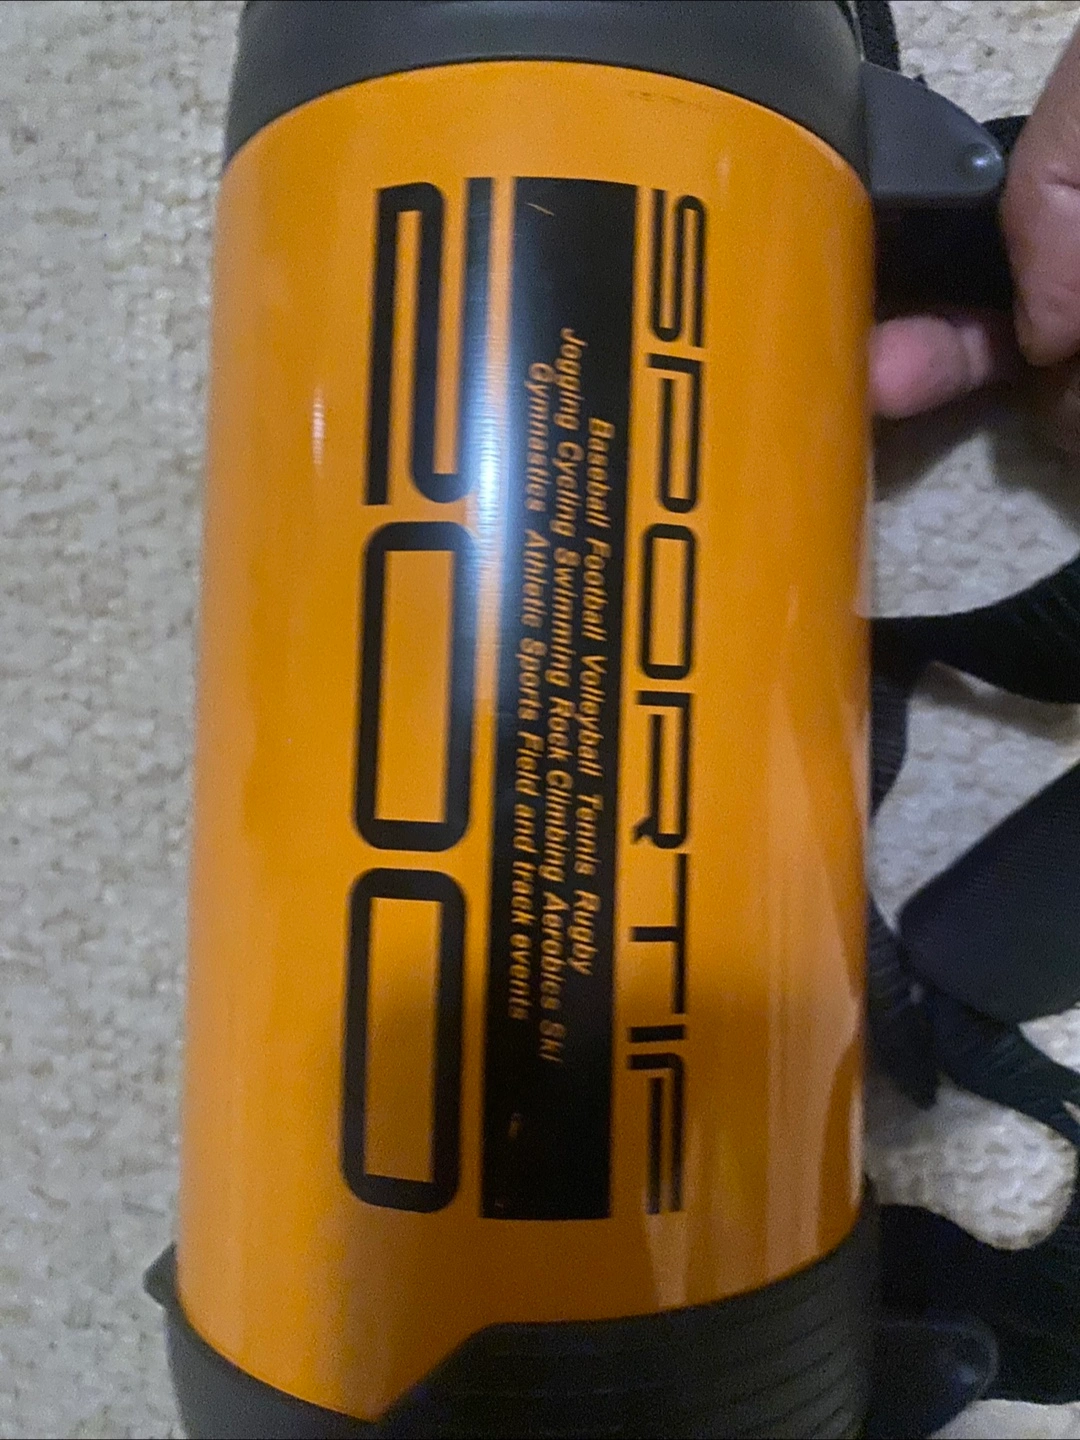 SPORTIF
Baseball Football Volleyball Tennis Rugby
Jogging Cycling Swimming Rock Climbing Aerobics Ski
Gymnastics Athletic Sports Field and track events
2000